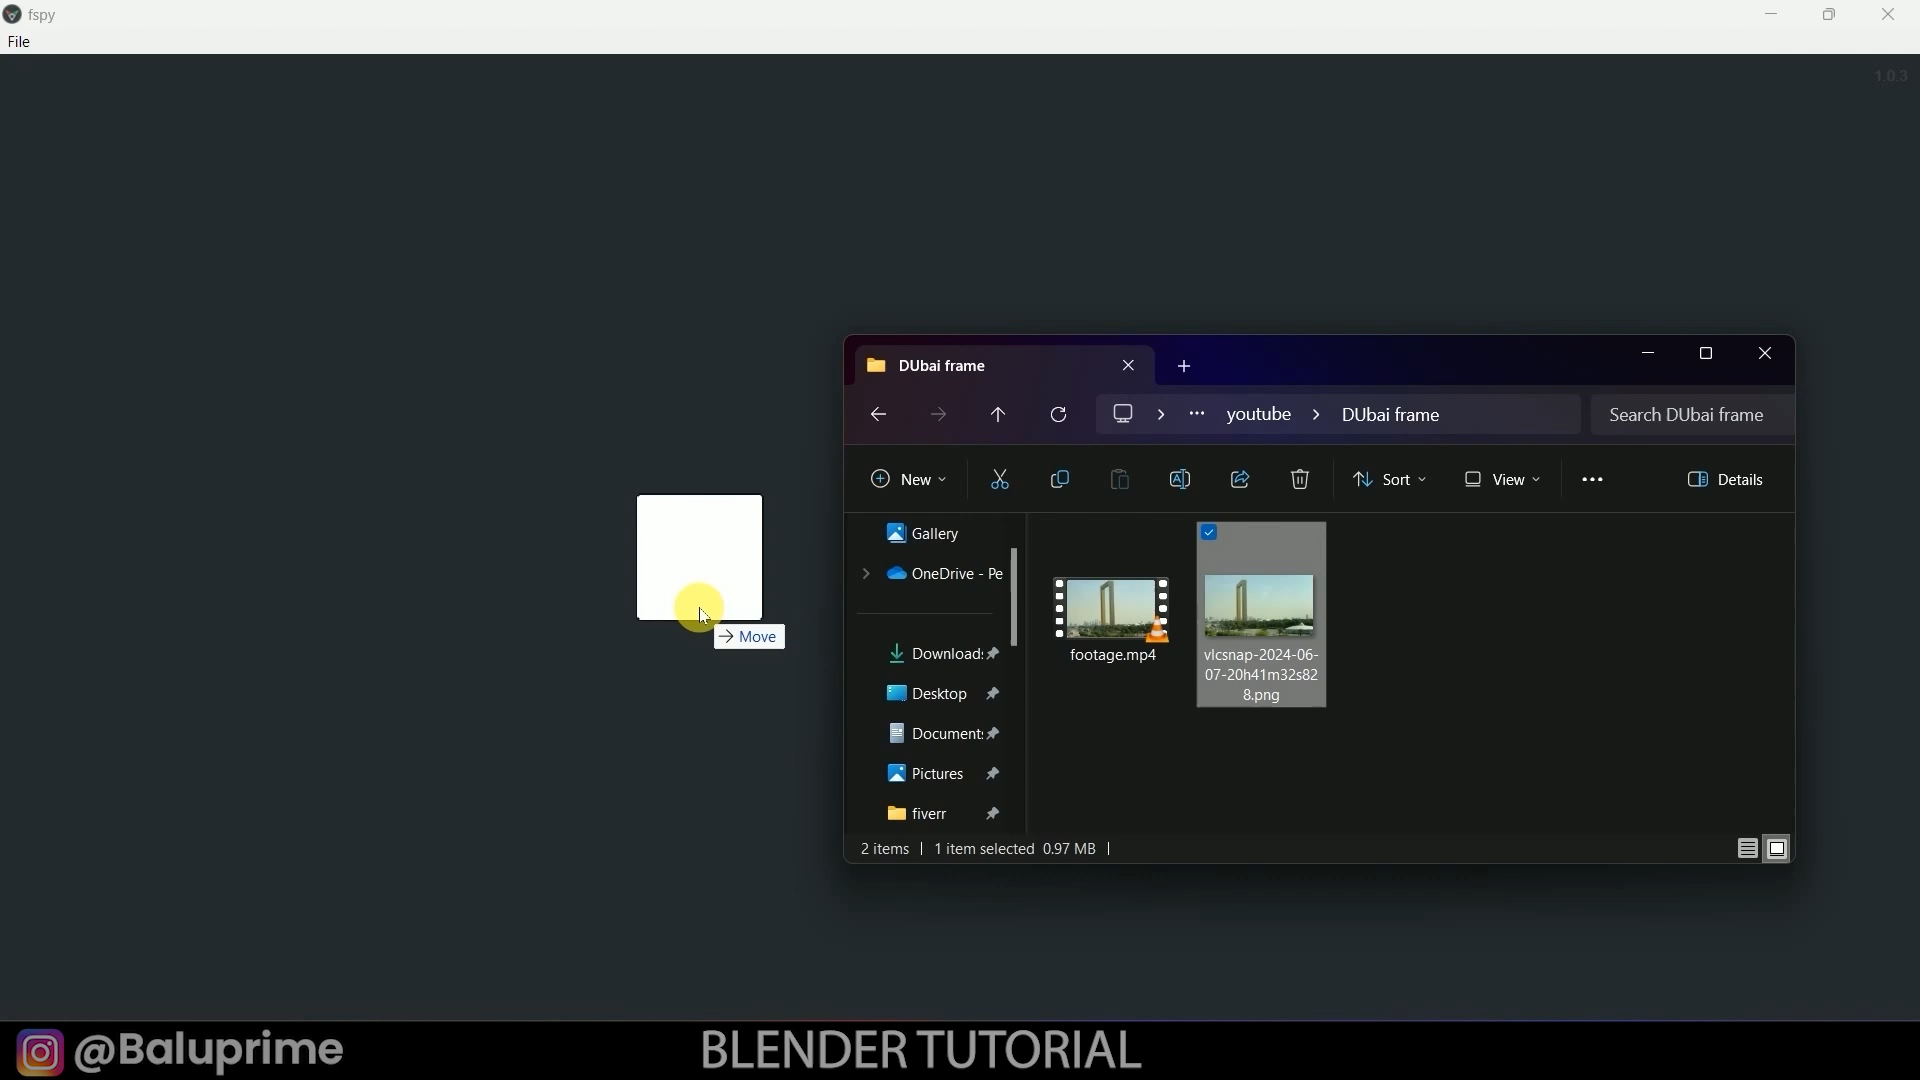 fspy
File
1.0.3
DUbai frame
youtube > DUbai frame
Search DUbai frame
New
Sort
View
Details
Gallery
OneDrive - Pe
Downloads
Desktop
Documents
Pictures
fiverr
footage.mp4
vlcsnap-2024-06-
07-20h41m32s82
8.png
2 items | 1 item selected 0.97 MB |
→ Move
@Baluprime
BLENDER TUTORIAL